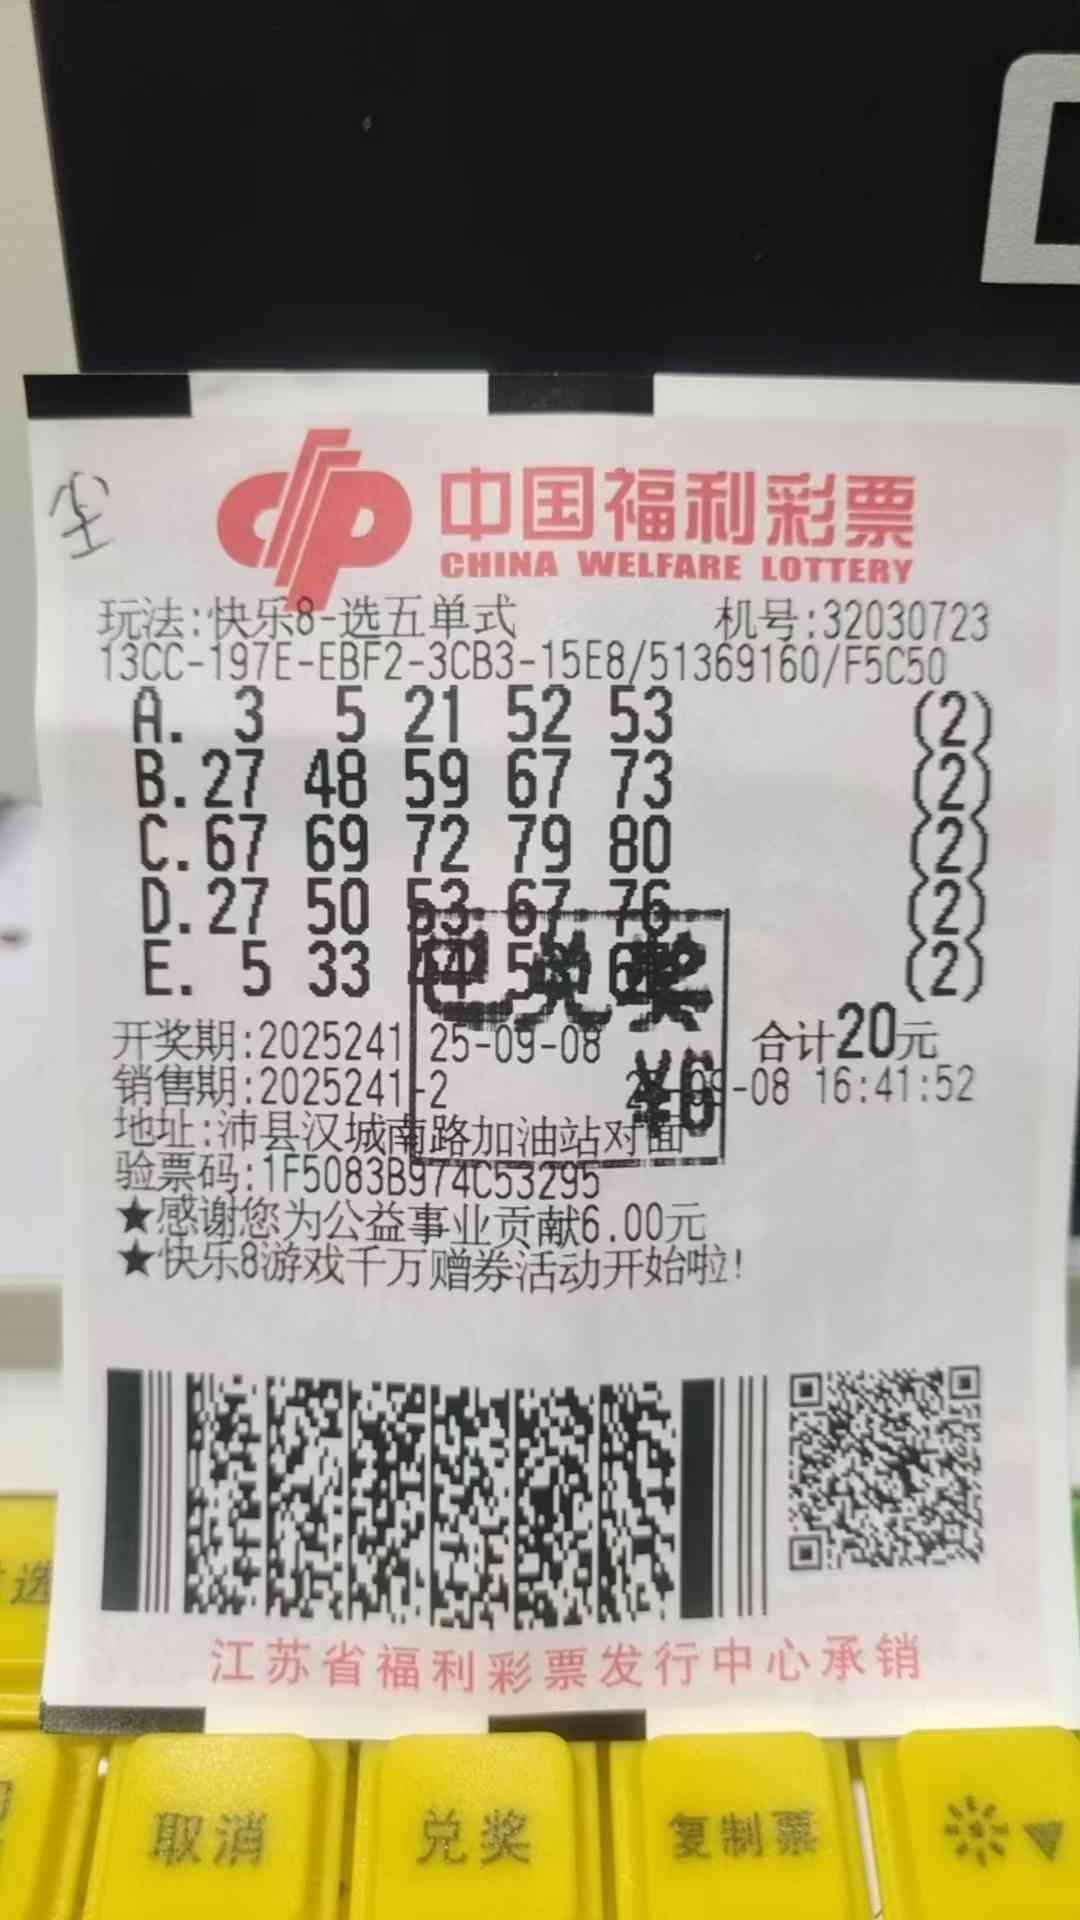 中国福利彩票
CHINA WELFARE LOTTERY
玩法:快乐8-选五单式 机号:32030723
13CC-197E-EBF2-3CB3-15E8/51369160/F5C50
A. 3 5 21 52 53 (2)
B. 27 48 59 67 73 (2)
C. 67 69 72 79 80 (2)
D. 27 50 53 67 76 (2)
E. 5 33 44 (2)
已兑奖
¥6
开奖期:2025241 25-09-08 合计20元
销售期:2025241-2 -08 16:41:52
地址:沛县汉城南路加油站对面
验票码:1F5083B974C53295
★感谢您为公益事业贡献6.00元
★快乐8游戏千万赠券活动开始啦!
江苏省福利彩票发行中心承销
选
取消 兑奖 复制票